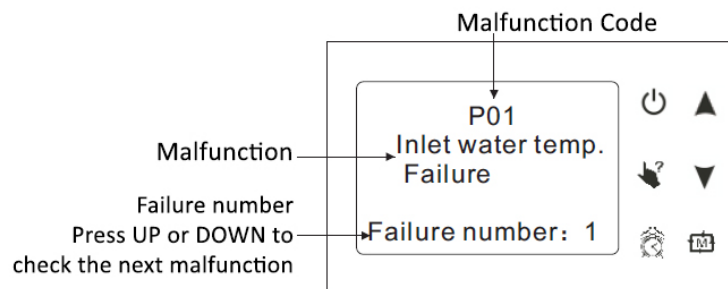 Malfunction Code
P01
Inlet water temp.
Failure
Malfunction
Failure number
Press UP or DOWN to
check the next malfunction
Failure number: 1
?
M